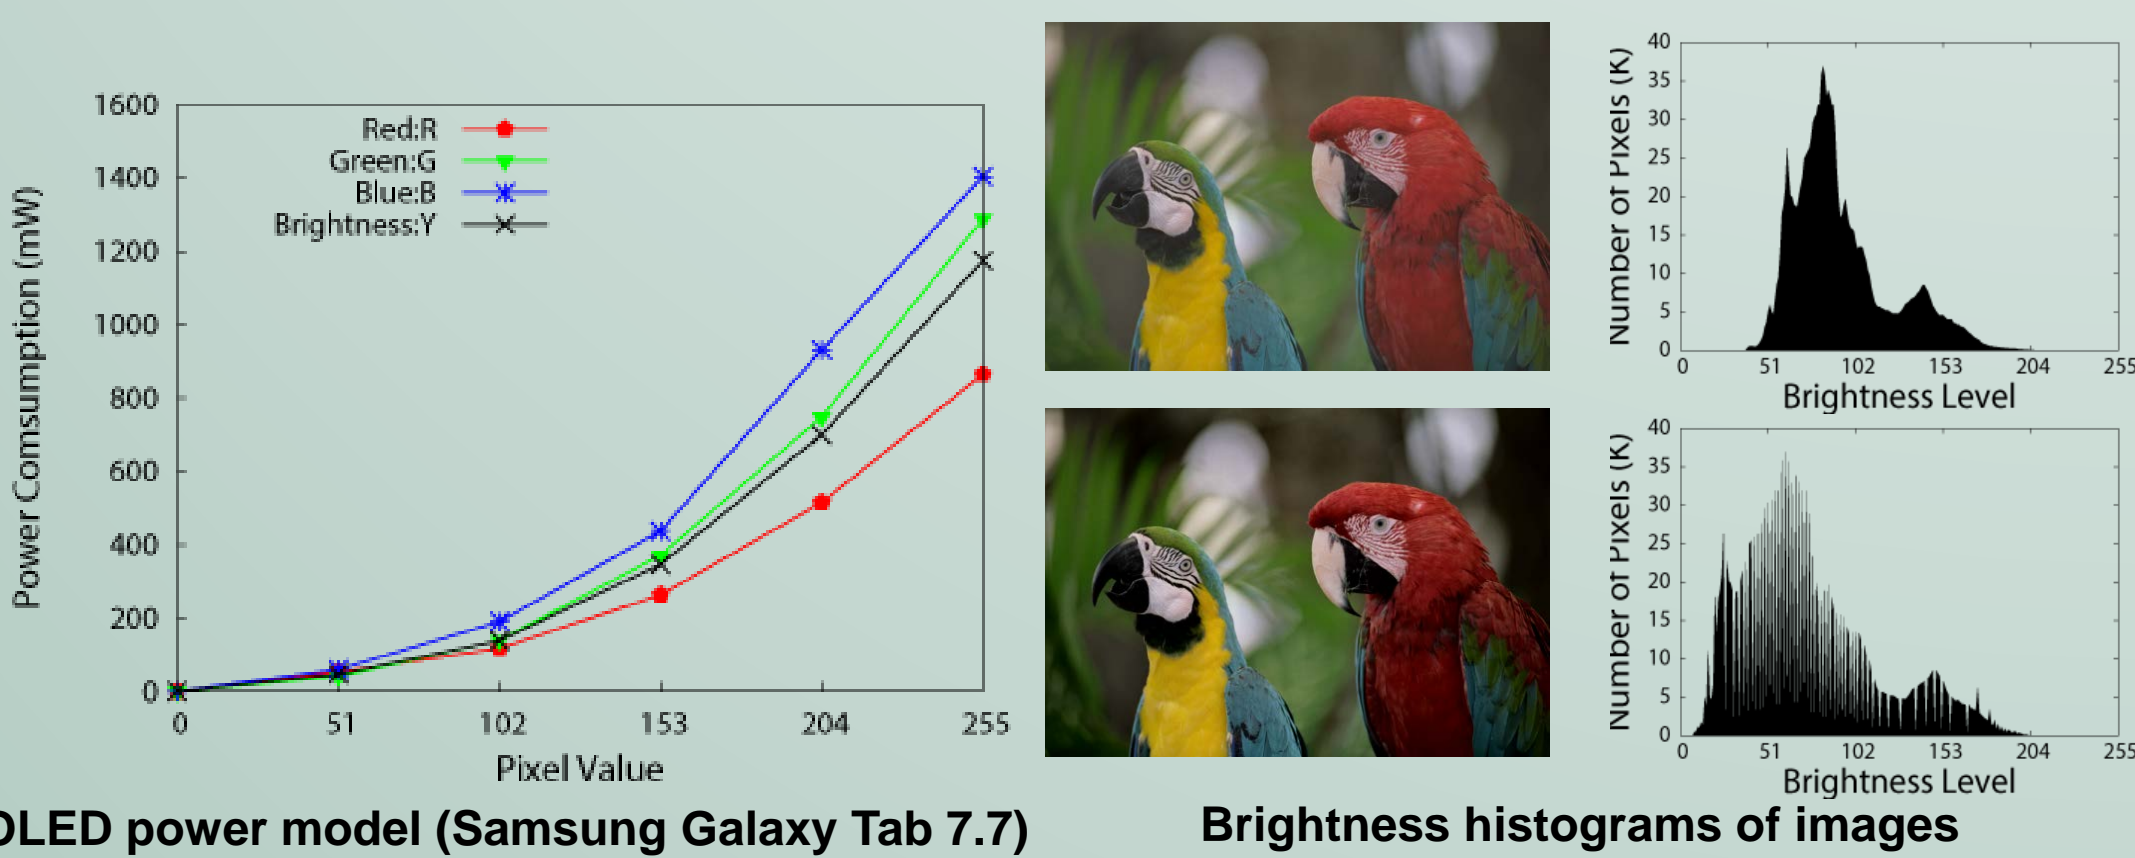 1600
1400
1200
1000
800
600
400
200
0
Power Comsumption (mW)
Red:R
Green:G
Blue:B
Brightness:Y
0 51 102 153 204 255
Pixel Value
OLED power model (Samsung Galaxy Tab 7.7)
40
35
30
25
20
15
10
5
0
Number of Pixels (K)
0 51 102 153 204 255
Brightness Level
40
35
30
25
20
15
10
5
0
Number of Pixels (K)
0 51 102 153 204 255
Brightness Level
Brightness histograms of images